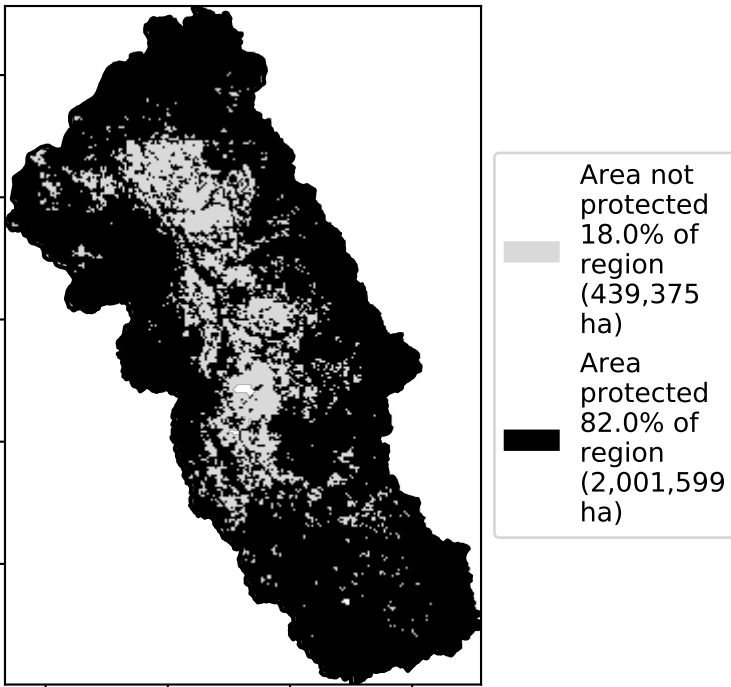 Area not
protected
18.0% of
region
(439,375
ha)
Area
protected
82.0% of
region
(2,001,599
ha)